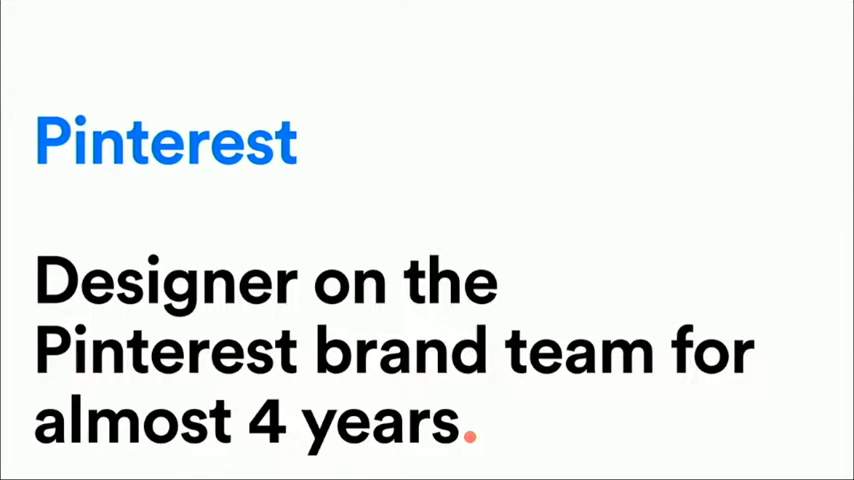 Pinterest
Designer on the
Pinterest brand team for
almost 4 years.